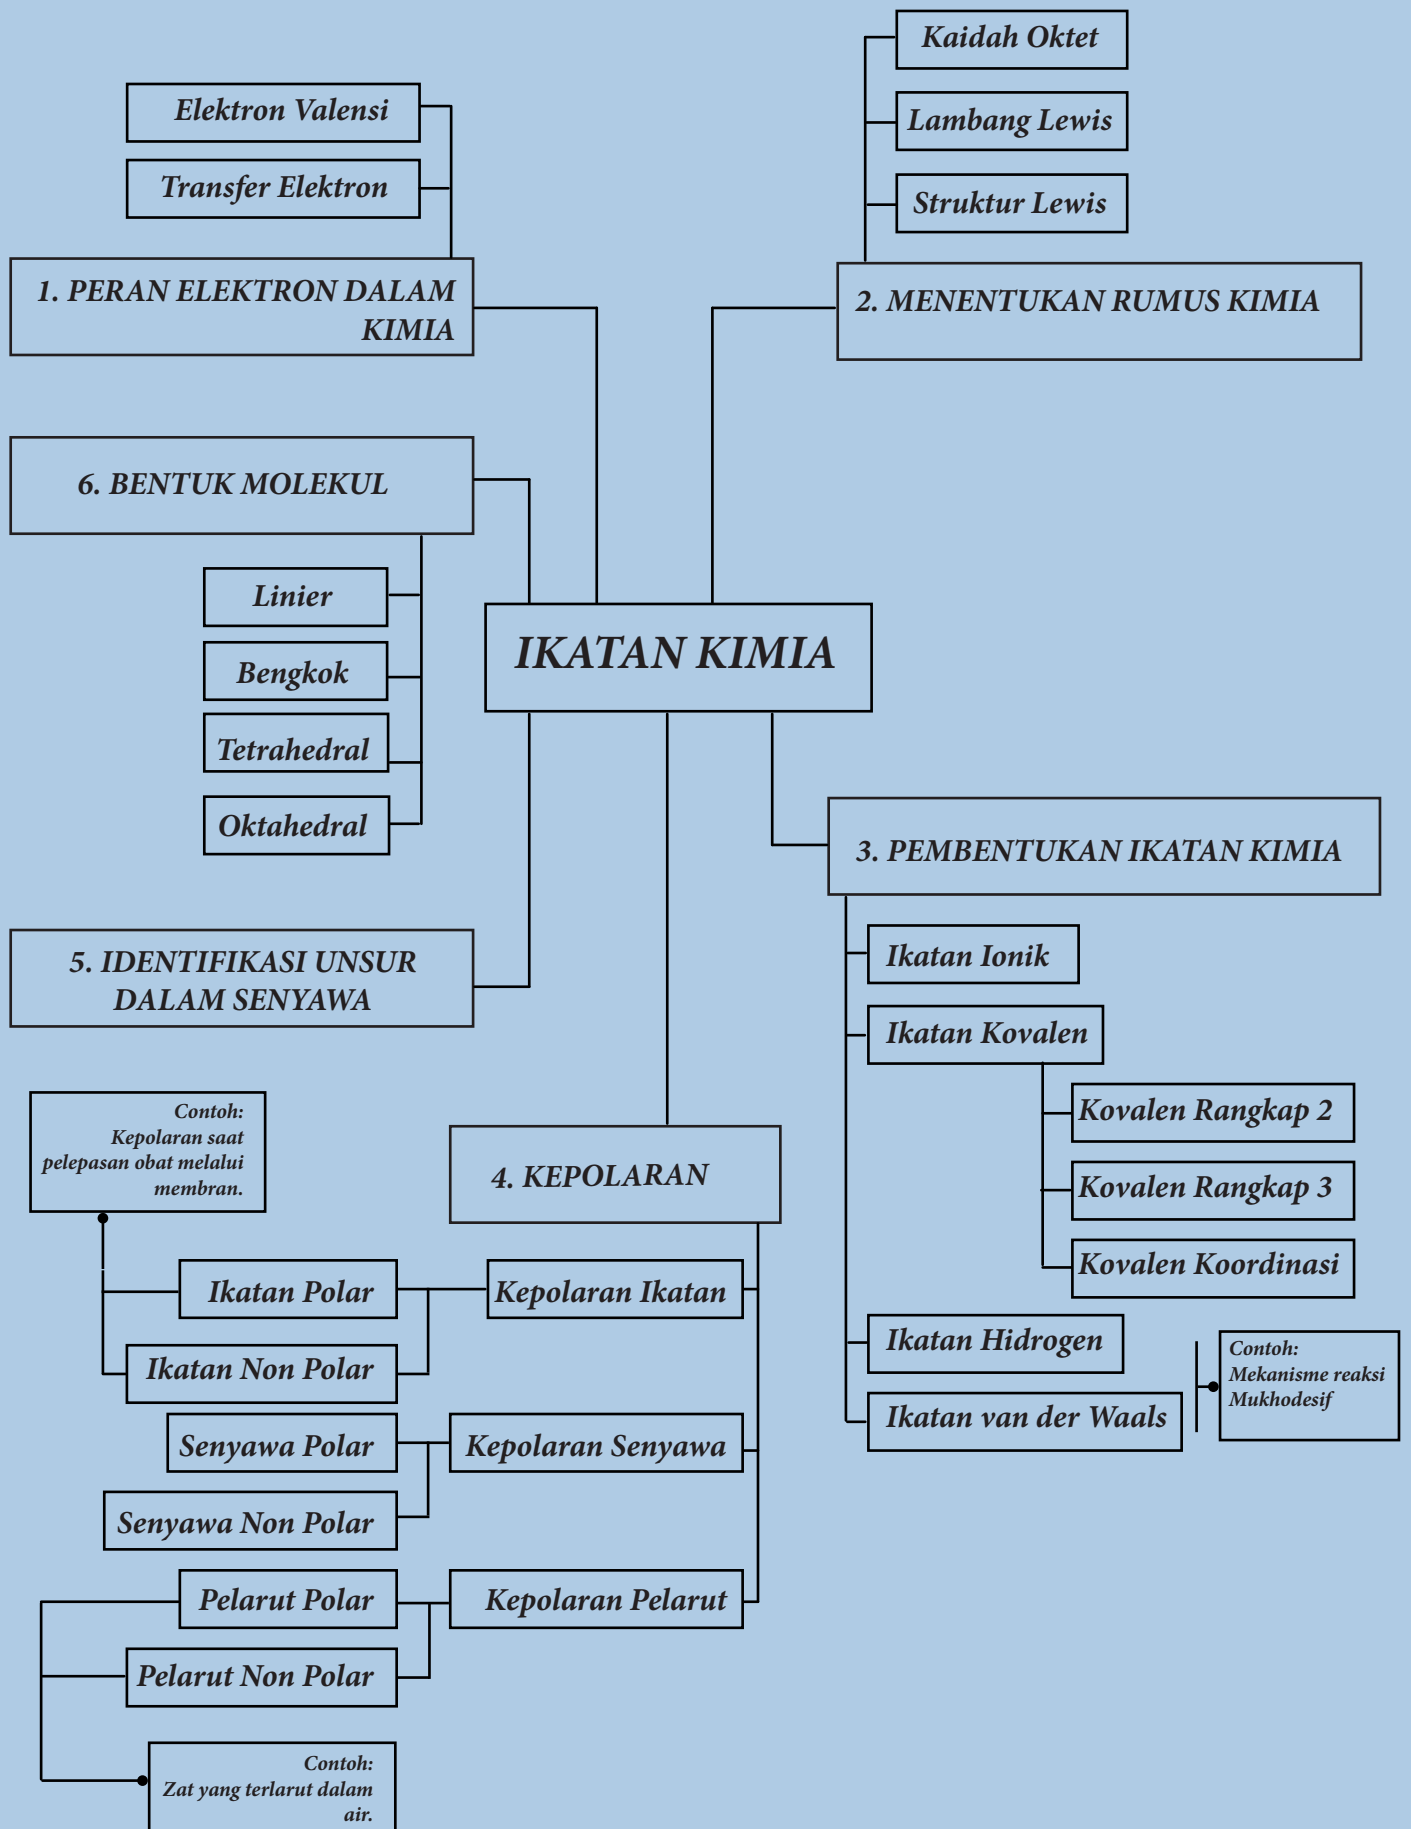 Kaidah Oktet
Lambang Lewis
Struktur Lewis
Elektron Valensi
Transfer Elektron
1. PERAN ELEKTRON DALAM
KIMIA
2. MENENTUKAN RUMUS KIMIA
6. BENTUK MOLEKUL
Linier
Bengkok
Tetrahedral
Oktahedral
IKATAN KIMIA
3. PEMBENTUKAN IKATAN KIMIA
Ikatan Ionik
Ikatan Kovalen
Kovalen Rangkap 2
Kovalen Rangkap 3
Kovalen Koordinasi
Ikatan Hidrogen
Ikatan van der Waals
Contoh:
Mekanisme reaksi
Mukhodesif
5. IDENTIFIKASI UNSUR
DALAM SENYAWA
4. KEPOLARAN
Contoh:
Kepolaran saat
pelepasan obat melalui
membran.
Ikatan Polar
Kepolaran Ikatan
Ikatan Non Polar
Senyawa Polar
Kepolaran Senyawa
Senyawa Non Polar
Pelarut Polar
Kepolaran Pelarut
Pelarut Non Polar
Contoh:
Zat yang terlarut dalam
air.